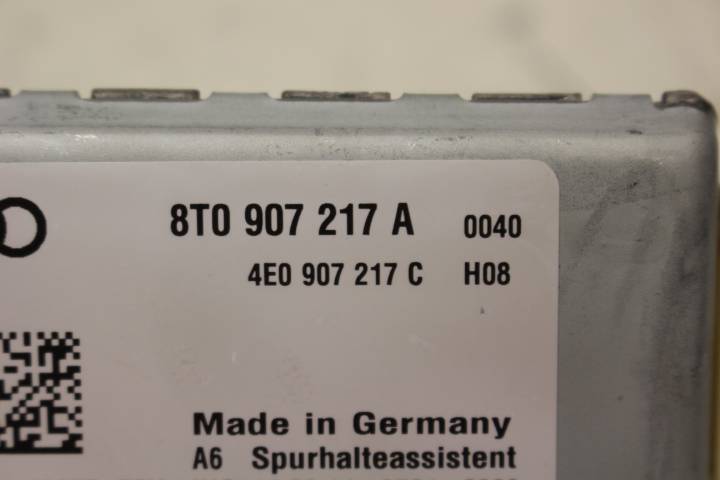 8T0 907 217 A 0040
4E0 907 217 C H08
Made in Germany
A6 Spurhalteassistent